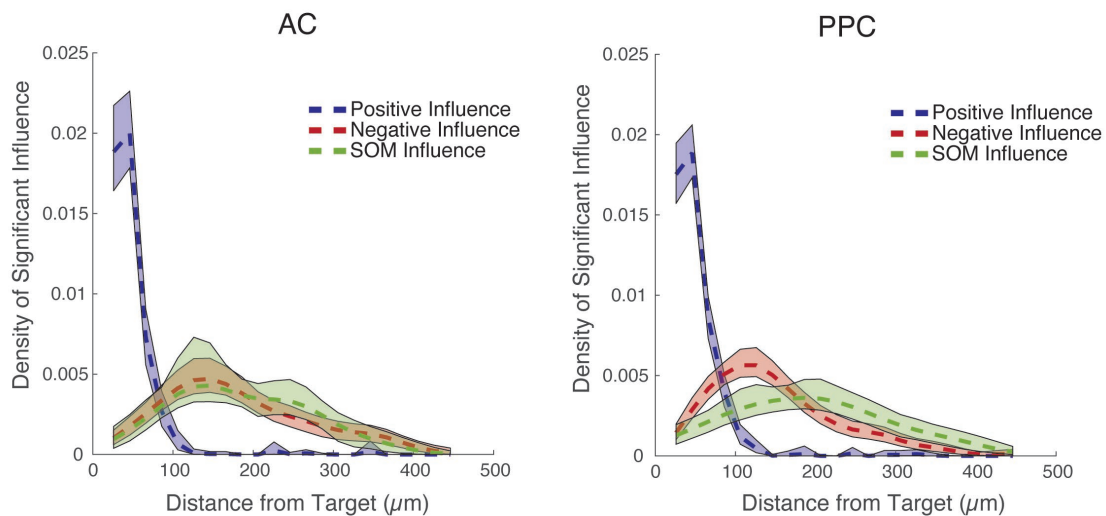 AC
0.025
0.02
0.015
0.01
0.005
0
Density of Significant Influence
Positive Influence
Negative Influence
SOM Influence
0 100 200 300 400 500
Distance from Target (µm)
PPC
0.025
0.02
0.015
0.01
0.005
0
Density of Significant Influence
Positive Influence
Negative Influence
SOM Influence
0 100 200 300 400 500
Distance from Target (µm)